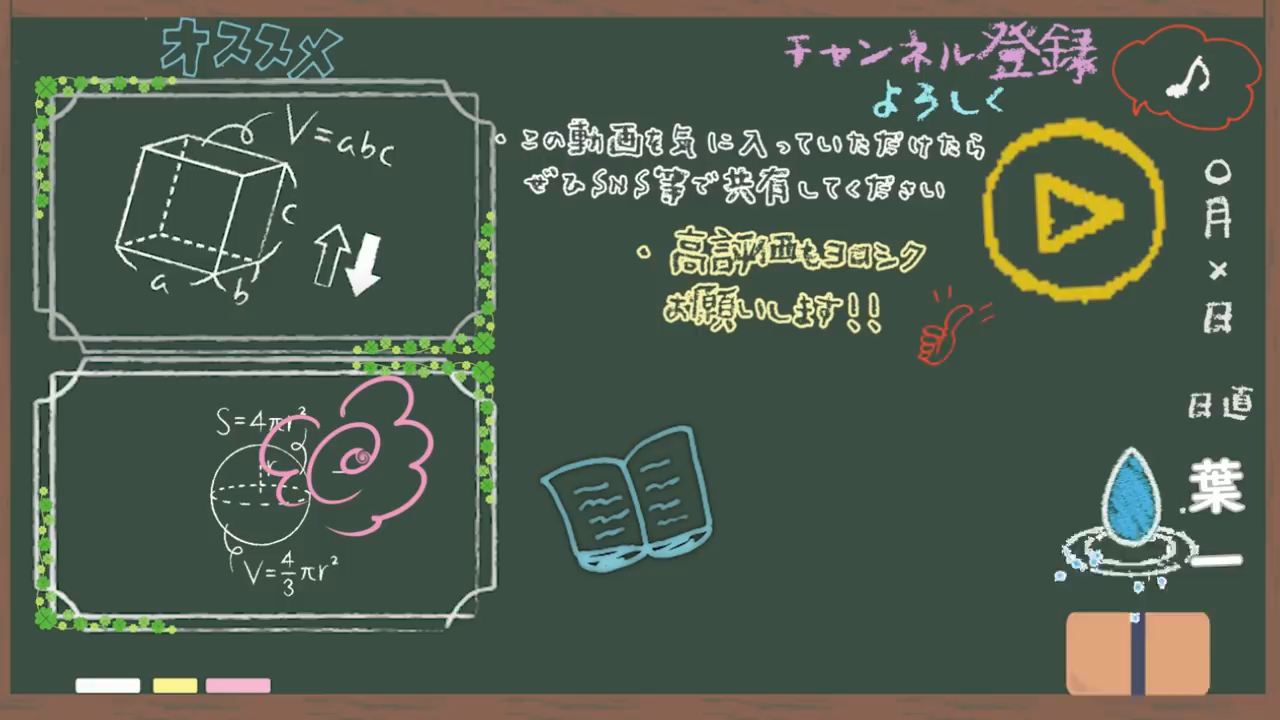 オススメ
V=abc
c
a
b
S=4πr²
r
V=4/3πr²
チャンネル登録
よろしく
・この動画を気に入っていただけたら
ぜひSNS等で共有してください
・高評価もヨロシク
お願いします!!
〇月×日
日直
葉一